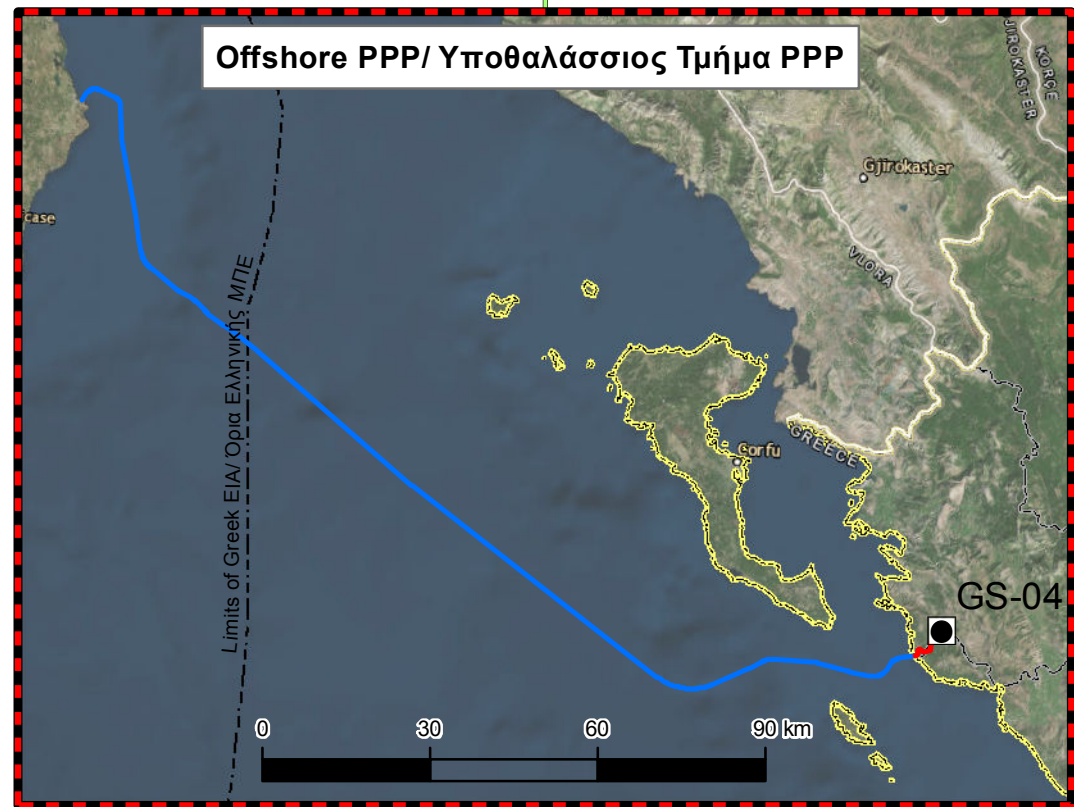 Offshore PPP/ Υποθαλάσσιος Τμήμα PPP
KORÇE
JIROKASTER
Gjirokaster
case
VLORA
Limits of Greek EIA/ Όρια Ελληνικής ΜΠΕ
GREECE
Corfu
GS-04
0 30 60 90 km